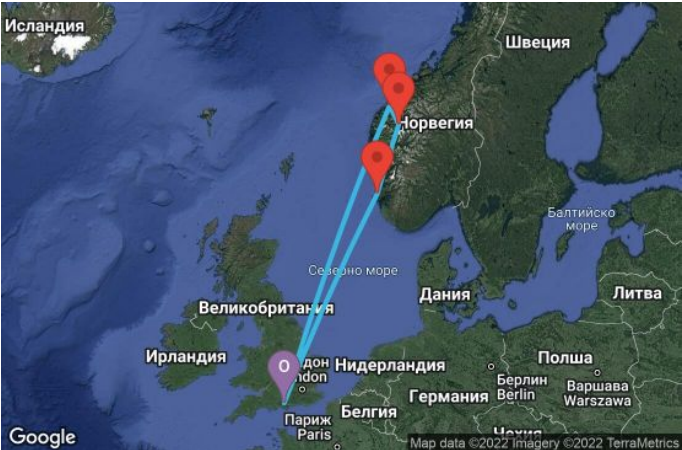 Исландия
Швеция
Норвегия
Балтийско
море
Северно море
Дания
Литва
Великобритания
Ирландия
Нидерландия
Полша
O
Берлин
Berlin
Варшава
Warszawa
Германия
Белгия
Париж
Paris
Чехия
Google
Map data ©2022 Imagery ©2022 TerraMetrics